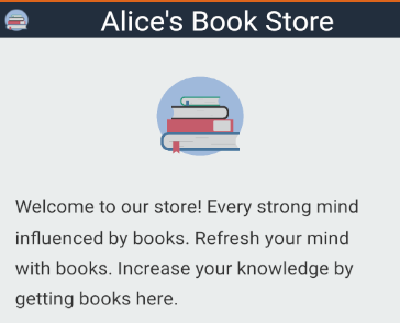 Alice's Book Store
Welcome to our store! Every strong mind
influenced by books. Refresh your mind
with books. Increase your knowledge by
getting books here.